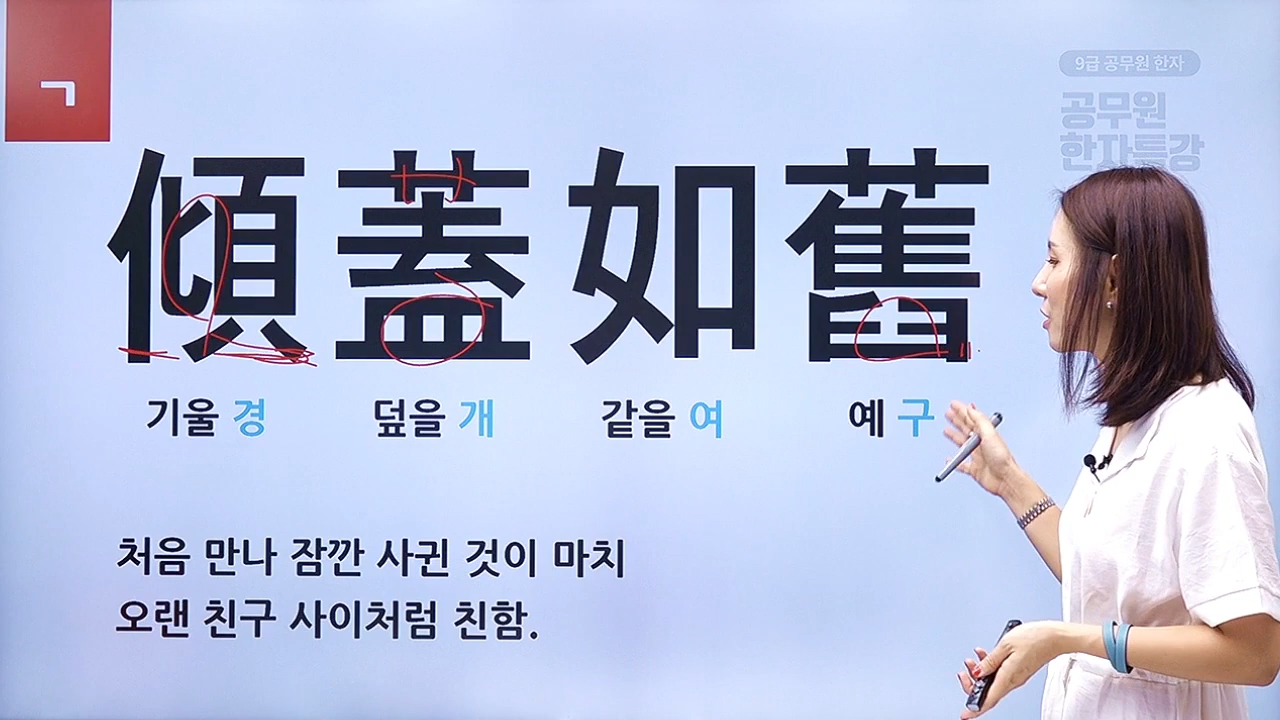 ㄱ
9급 공무원 한자
공무원
한자특강
傾蓋如舊
기울 경 덮을 개 같을 여 예 구
처음 만나 잠깐 사귄 것이 마치
오랜 친구 사이처럼 친함.